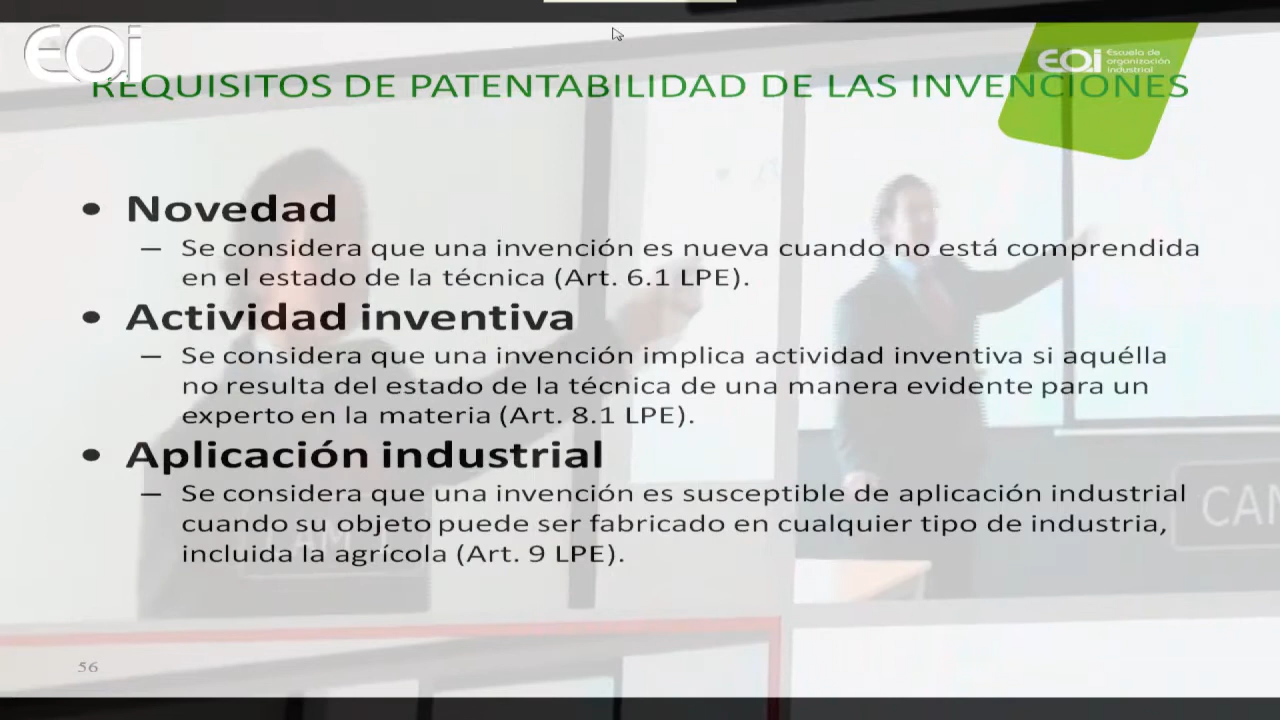 EOi
EOi Escuela de
organización
industrial
REQUISITOS DE PATENTABILIDAD DE LAS INVENCIONES
• Novedad
– Se considera que una invención es nueva cuando no está comprendida
en el estado de la técnica (Art. 6.1 LPE).
• Actividad inventiva
– Se considera que una invención implica actividad inventiva si aquélla
no resulta del estado de la técnica de una manera evidente para un
experto en la materia (Art. 8.1 LPE).
• Aplicación industrial
– Se considera que una invención es susceptible de aplicación industrial
cuando su objeto puede ser fabricado en cualquier tipo de industria,
incluida la agrícola (Art. 9 LPE).
CAM
56